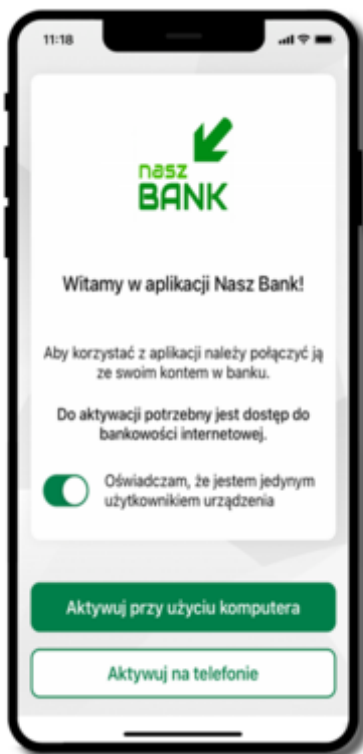 11:18
nasz
BANK
Witamy w aplikacji Nasz Bank!
Aby korzystać z aplikacji należy połączyć ją
ze swoim kontem w banku.
Do aktywacji potrzebny jest dostęp do
bankowości internetowej.
Oświadczam, że jestem jedynym
użytkownikiem urządzenia
Aktywuj przy użyciu komputera
Aktywuj na telefonie